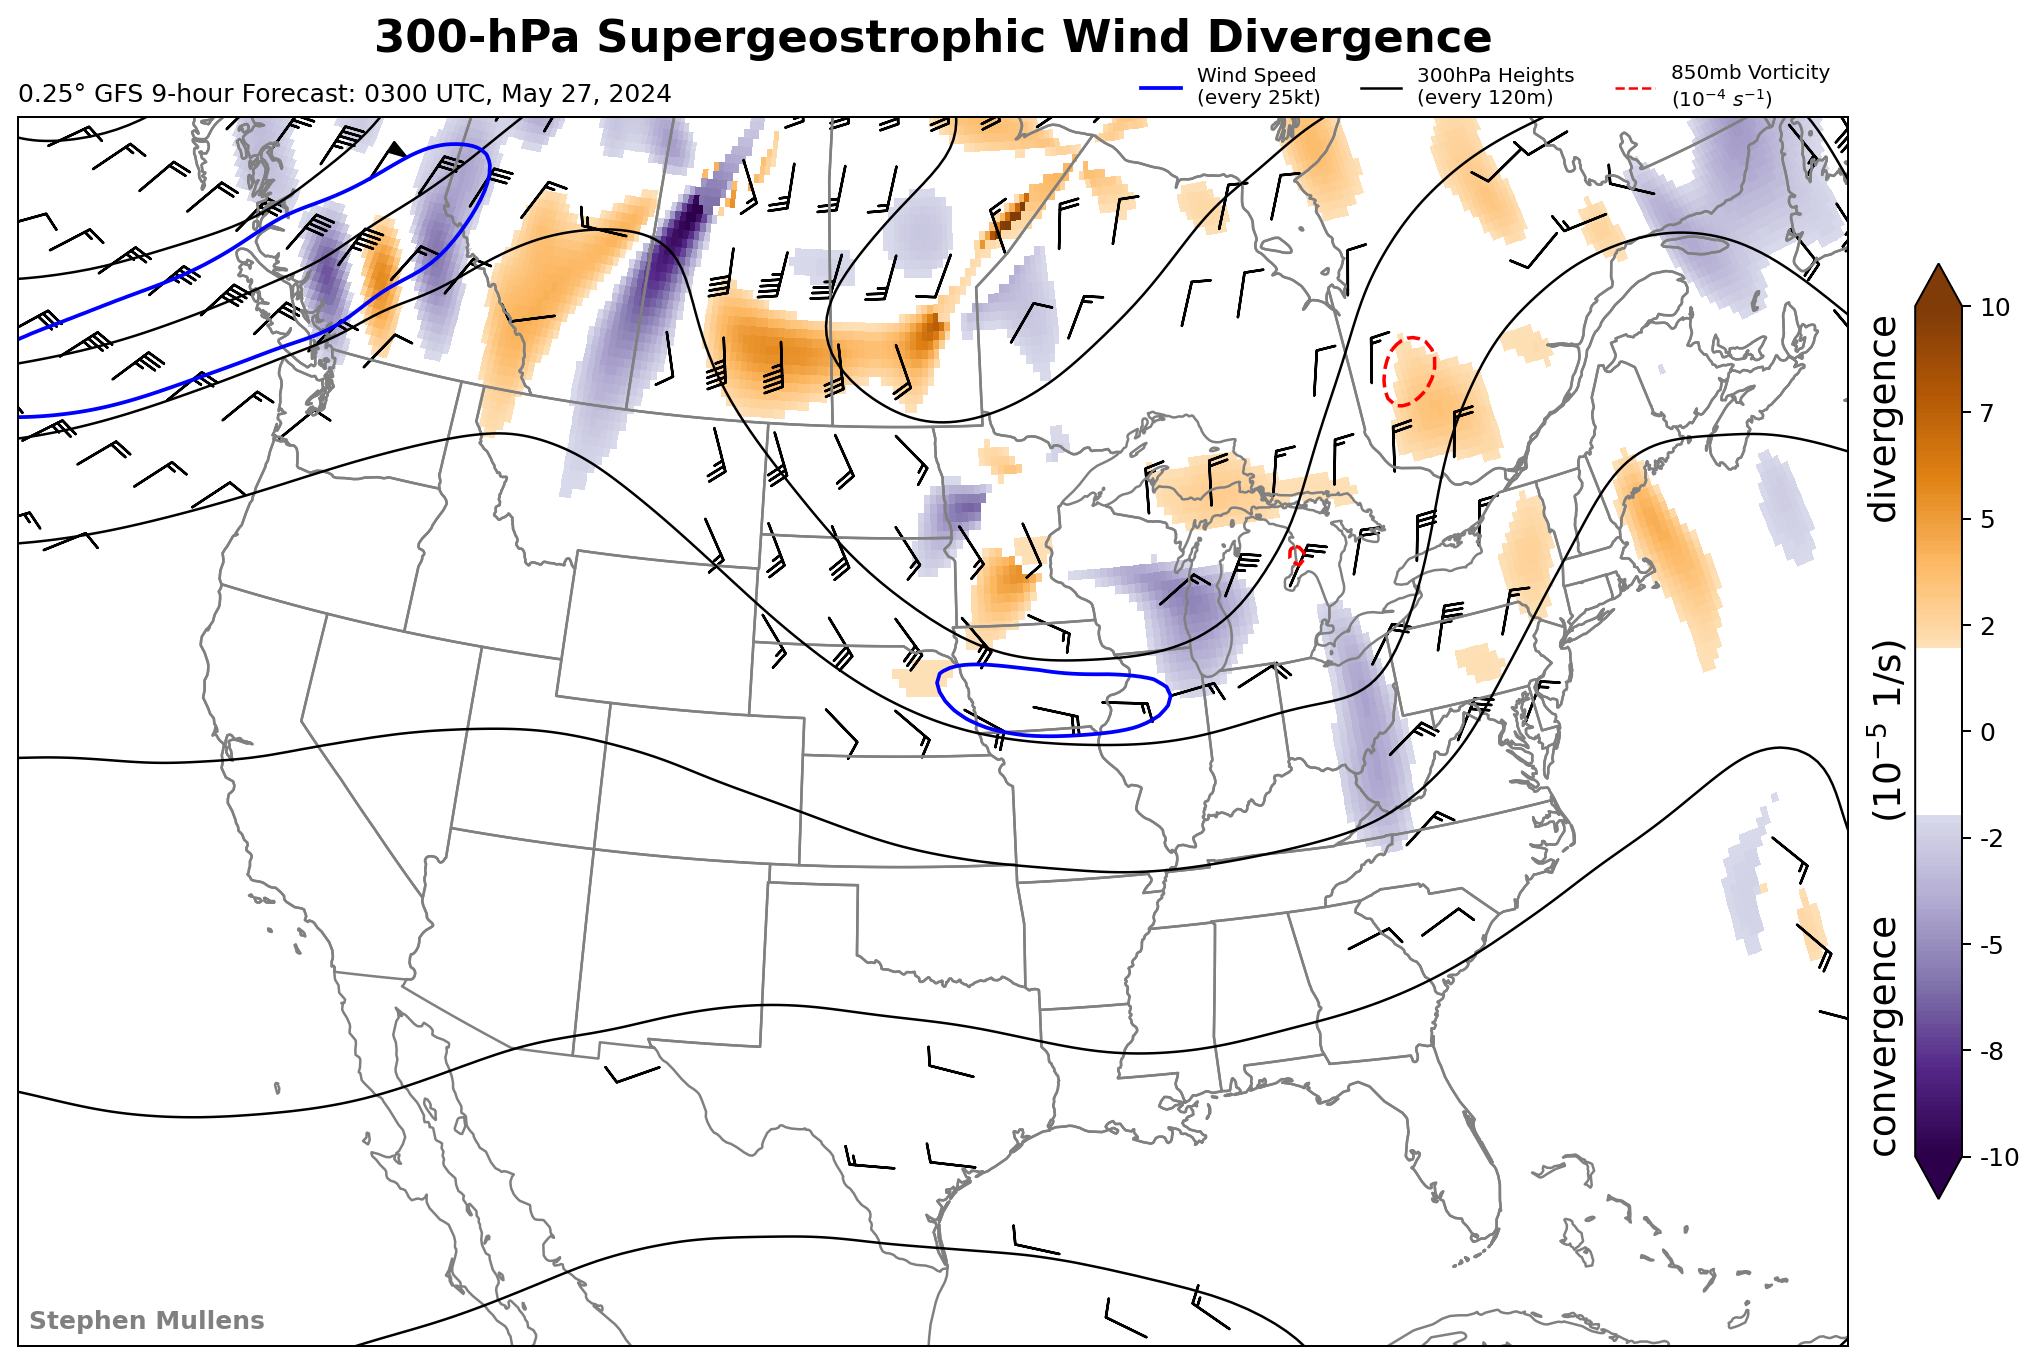 300-hPa Supergeostrophic Wind Divergence
0.25° GFS 9-hour Forecast: 0300 UTC, May 27, 2024
Wind Speed
(every 25kt)
300hPa Heights
(every 120m)
850mb Vorticity
(10⁻⁴ s⁻¹)
10
7
5
2
0
-2
-5
-8
-10
convergence (10⁻⁵ 1/s) divergence
Stephen Mullens